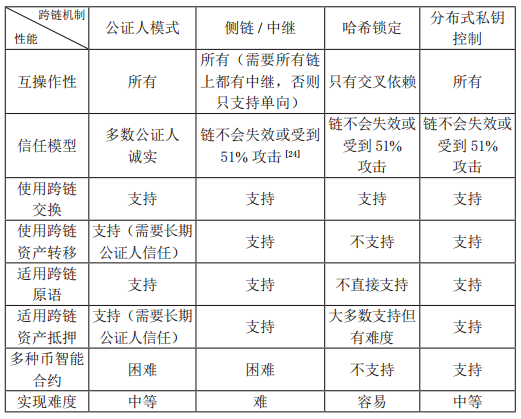 跨链机制
性能
公证人模式
侧链 / 中继
哈希锁定
分布式私钥
控制
互操作性
所有
所有（需要所有链
上都有中继，否则
只支持单向）
只有交叉依赖
所有
信任模型
多数公证人
诚实
链不会失效或受到
51% 攻击 [24]
链不会失效或
受到 51%
攻击
链不会失效或
受到 51%
攻击
使用跨链
交换
支持
支持
支持
支持
使用跨链
资产转移
支持（需要长期
公证人信任）
支持
不支持
支持
适用跨链
原语
支持
支持
不直接支持
支持
适用跨链
资产抵押
支持（需要长期
公证人信任）
支持
大多数支持但
有难度
支持
多种币智能
合约
困难
困难
不支持
支持
实现难度
中等
难
容易
中等